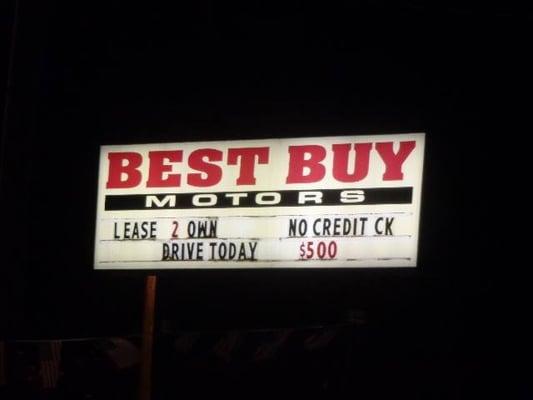 BEST BUY
MOTORS
LEASE 2 OWN NO CREDIT CK
DRIVE TODAY $500